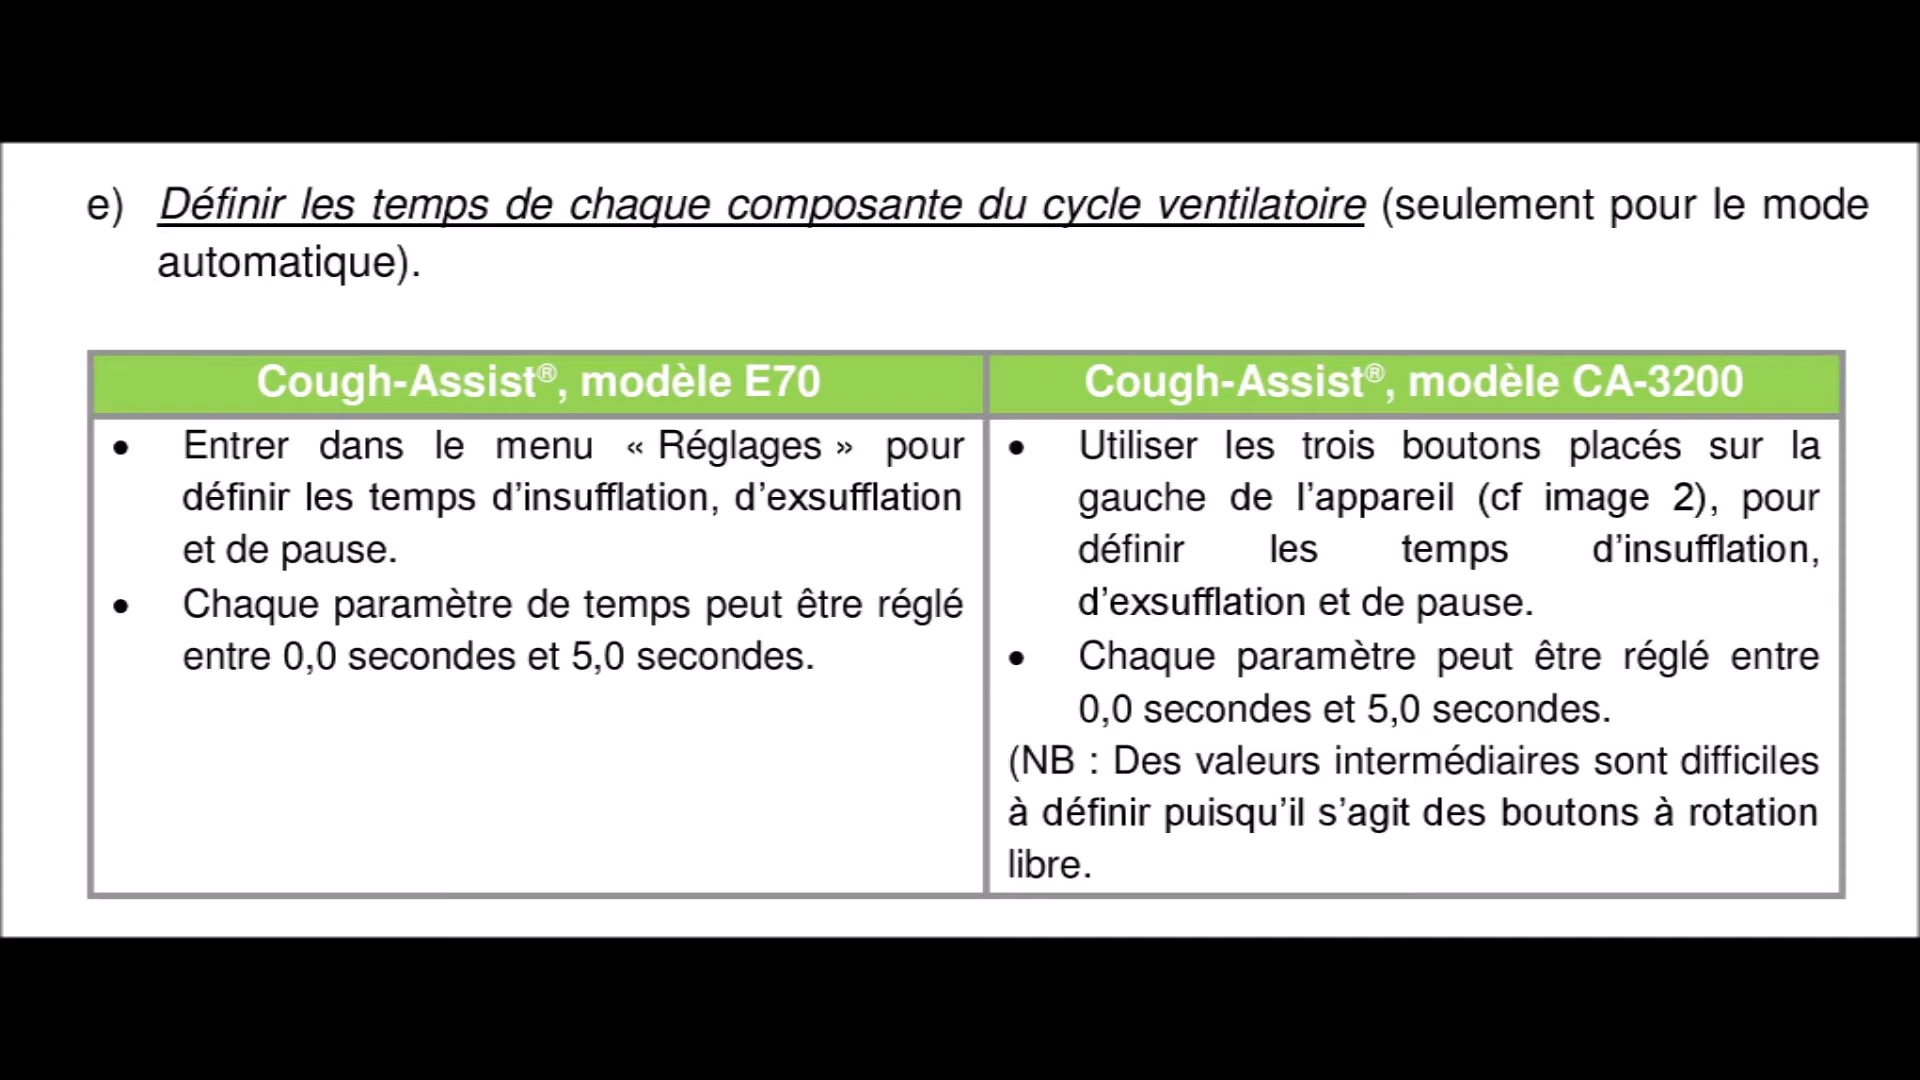 e) Définir les temps de chaque composante du cycle ventilatoire (seulement pour le mode
automatique).
Cough-Assist®, modèle E70
• Entrer dans le menu « Réglages » pour
définir les temps d’insufflation, d’exsufflation
et de pause.
• Chaque paramètre de temps peut être réglé
entre 0,0 secondes et 5,0 secondes.
Cough-Assist®, modèle CA-3200
• Utiliser les trois boutons placés sur la
gauche de l’appareil (cf image 2), pour
définir les temps d’insufflation,
d’exsufflation et de pause.
• Chaque paramètre peut être réglé entre
0,0 secondes et 5,0 secondes.
(NB : Des valeurs intermédiaires sont difficiles
à définir puisqu’il s’agit des boutons à rotation
libre.